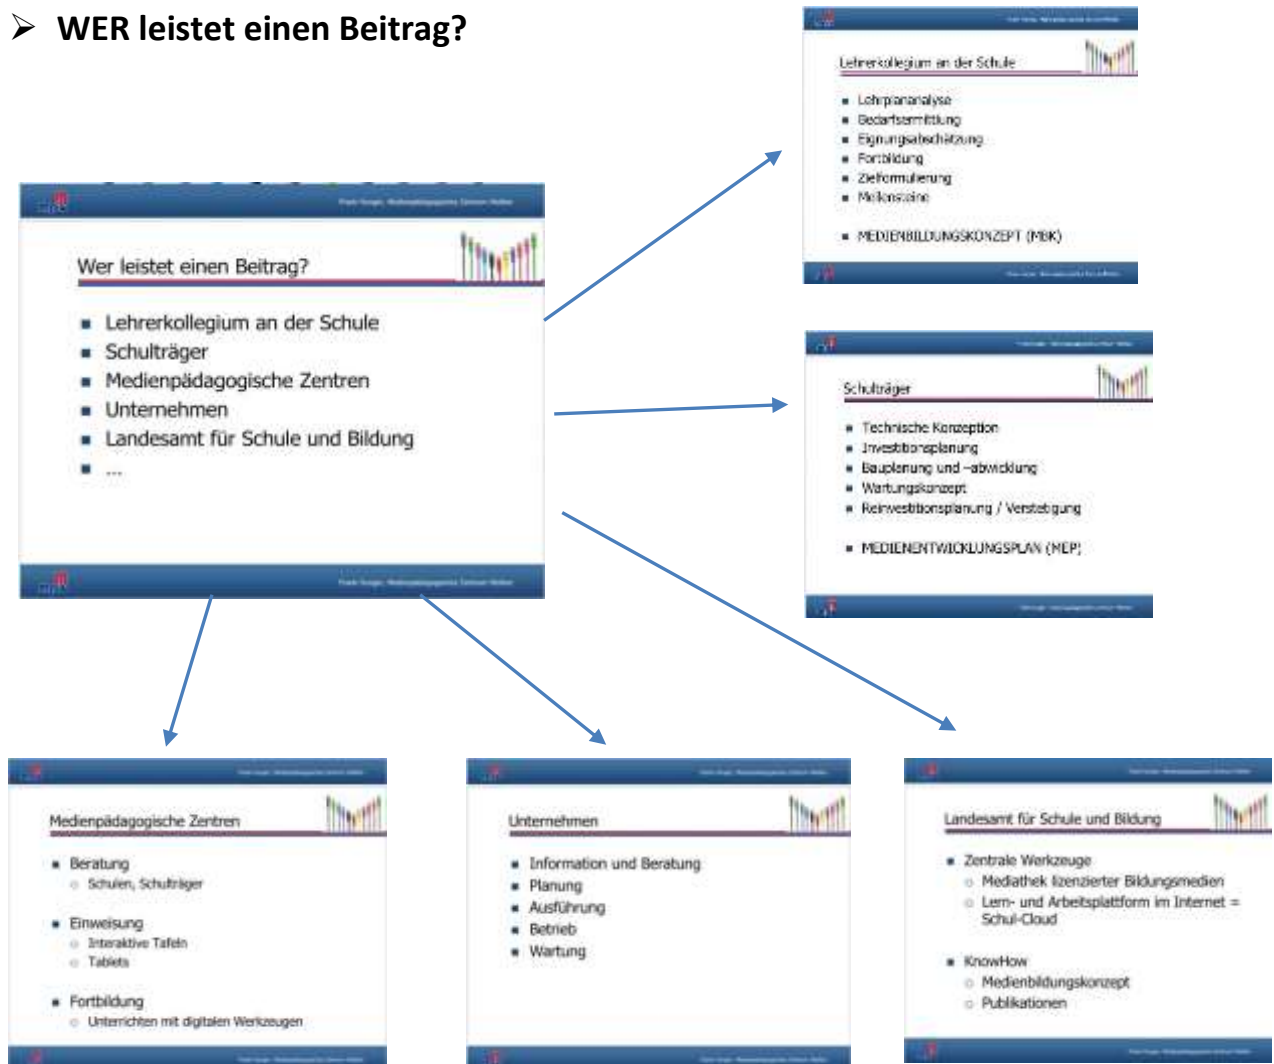 ➢ WER leistet einen Beitrag?
Lehrerkollegium an der Schule
▪ Lehrplananalyse
▪ Bedarfsermittlung
▪ Eignungsabschätzung
▪ Fortbildung
▪ Zielformulierung
▪ Meilensteine
▪ MEDIENBILDUNGSKONZEPT (MBK)
Wer leistet einen Beitrag?
▪ Lehrerkollegium an der Schule
▪ Schulträger
▪ Medienpädagogische Zentren
▪ Unternehmen
▪ Landesamt für Schule und Bildung
▪ ...
Schulträger
▪ Technische Konzeption
▪ Investitionsplanung
▪ Bauplanung und –abwicklung
▪ Wartungskonzept
▪ Reinvestitionsplanung / Verstetigung
▪ MEDIENENTWICKLUNGSPLAN (MEP)
Medienpädagogische Zentren
▪ Beratung
○ Schulen, Schulträger
▪ Einweisung
○ Interaktive Tafeln
○ Tablets
▪ Fortbildung
○ Unterrichten mit digitalen Werkzeugen
Unternehmen
▪ Information und Beratung
▪ Planung
▪ Ausführung
▪ Betrieb
▪ Wartung
Landesamt für Schule und Bildung
▪ Zentrale Werkzeuge
○ Mediathek lizenzierter Bildungsmedien
○ Lern- und Arbeitsplattform im Internet =
Schul-Cloud
▪ KnowHow
○ Medienbildungskonzept
○ Publikationen